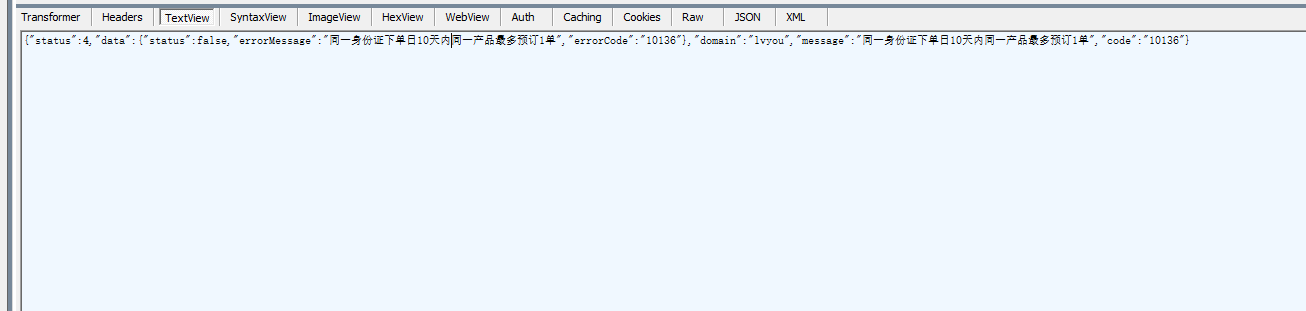 Transformer Headers TextView SyntaxView ImageView HexView WebView Auth Caching Cookies Raw JSON XML
{"status":4,"data":{"status":false,"errorMessage":"同一身份证下单日10天内同一产品最多预订1单","errorCode":"10136"},"domain":"lvyou","message":"同一身份证下单日10天内同一产品最多预订1单","code":"10136"}